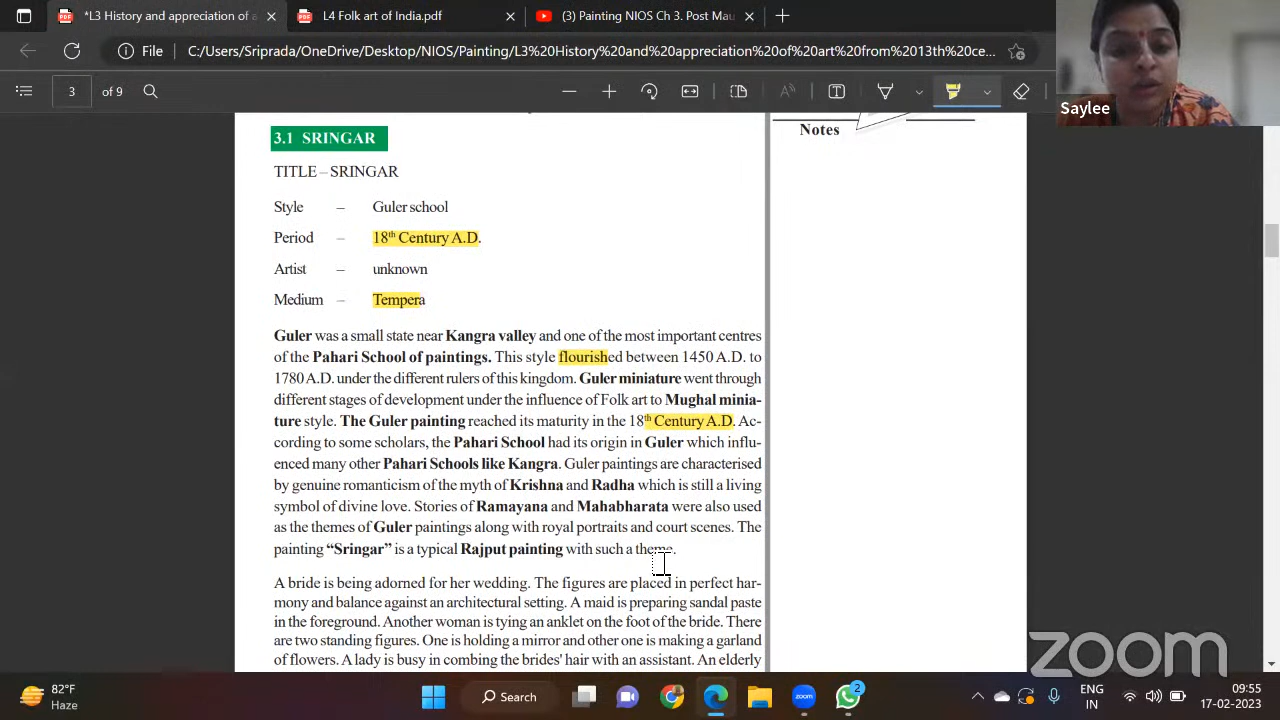 *L3 History and appreciation of a
L4 Folk art of India.pdf
(3) Painting NIOS Ch 3. Post Mau
File
C:/Users/Sriprada/OneDrive/Desktop/NIOS/Painting/L3%20History%20and%20appreciation%20of%20art%20from%2013th%20ce...
3 of 9
Saylee
Notes
3.1 SRINGAR
TITLE – SRINGAR
Style – Guler school
Period – 18th Century A.D.
Artist – unknown
Medium – Tempera
Guler was a small state near Kangra valley and one of the most important centres
of the Pahari School of paintings. This style flourished between 1450 A.D. to
1780 A.D. under the different rulers of this kingdom. Guler miniature went through
different stages of development under the influence of Folk art to Mughal minia-
ture style. The Guler painting reached its maturity in the 18th Century A.D. Ac-
cording to some scholars, the Pahari School had its origin in Guler which influ-
enced many other Pahari Schools like Kangra. Guler paintings are characterised
by genuine romanticism of the myth of Krishna and Radha which is still a living
symbol of divine love. Stories of Ramayana and Mahabharata were also used
as the themes of Guler paintings along with royal portraits and court scenes. The
painting “Sringar” is a typical Rajput painting with such a theme.
A bride is being adorned for her wedding. The figures are placed in perfect har-
mony and balance against an architectural setting. A maid is preparing sandal paste
in the foreground. Another woman is tying an anklet on the foot of the bride. There
are two standing figures. One is holding a mirror and other one is making a garland
of flowers. A lady is busy in combing the brides' hair with an assistant. An elderly
zoom
82°F
Haze
Search
zoom
2
ENG
IN
09:55
17-02-2023